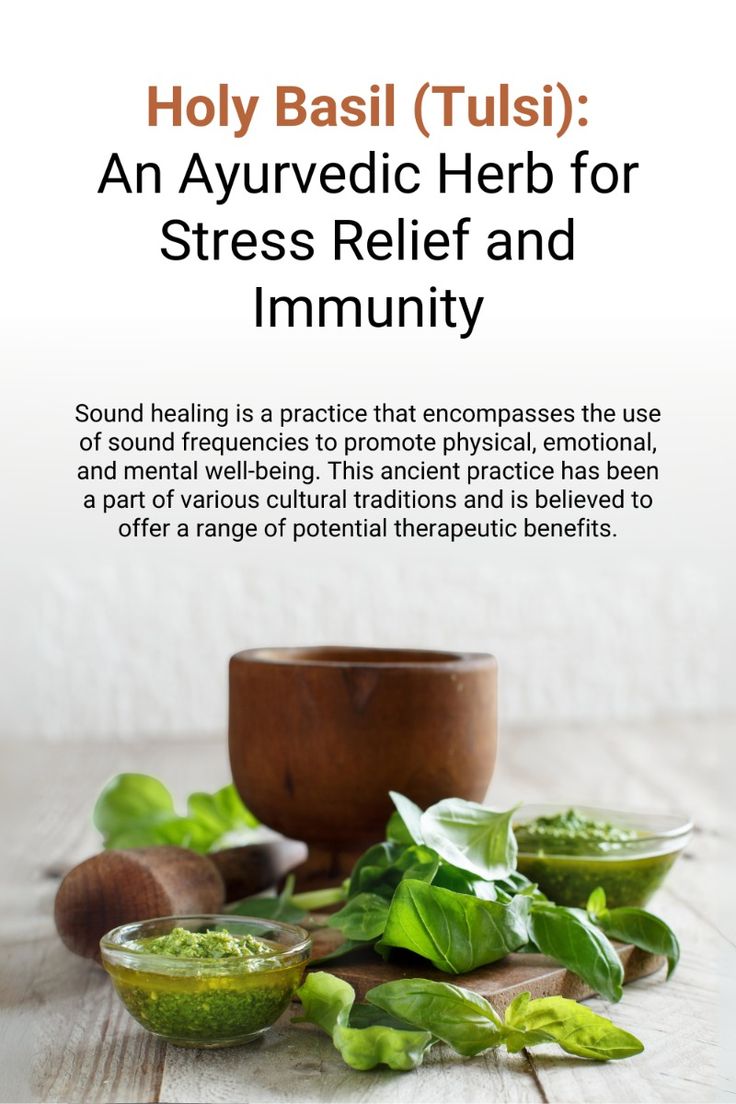 Holy Basil (Tulsi):
An Ayurvedic Herb for
Stress Relief and
Immunity
Sound healing is a practice that encompasses the use
of sound frequencies to promote physical, emotional,
and mental well-being. This ancient practice has been
a part of various cultural traditions and is believed to
offer a range of potential therapeutic benefits.